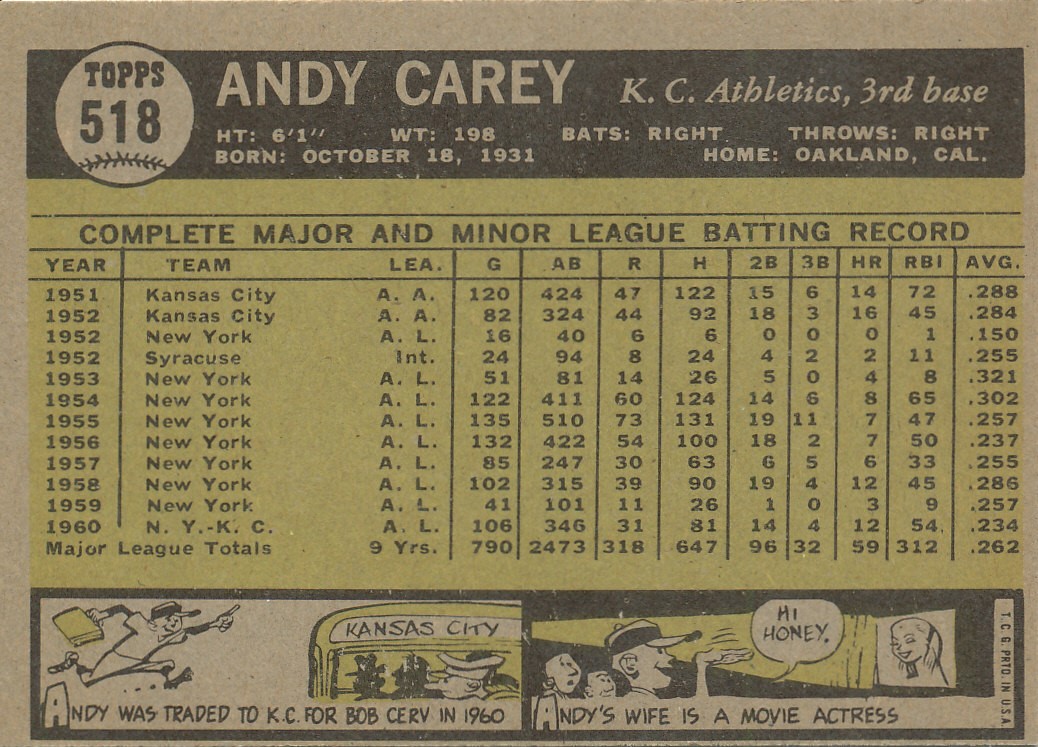 TOPPS
518
ANDY CAREY K. C. Athletics, 3rd base
HT: 6'1" WT: 198 BATS: RIGHT THROWS: RIGHT
BORN: OCTOBER 18, 1931 HOME: OAKLAND, CAL.
COMPLETE MAJOR AND MINOR LEAGUE BATTING RECORD
YEAR TEAM LEA. G AB R H 2B 3B HR RBI AVG.
1951 Kansas City A. A. 120 424 47 122 15 6 14 72 .288
1952 Kansas City A. A. 82 324 44 92 18 3 16 45 .284
1952 New York A. L. 16 40 6 6 0 0 0 1 .150
1952 Syracuse Int. 24 94 8 24 4 2 2 11 .255
1953 New York A. L. 51 81 14 26 5 0 4 8 .321
1954 New York A. L. 122 411 60 124 14 6 8 65 .302
1955 New York A. L. 135 510 73 131 19 11 7 47 .257
1956 New York A. L. 132 422 54 100 18 2 7 50 .237
1957 New York A. L. 85 247 30 63 6 5 6 33 .255
1958 New York A. L. 102 315 39 90 19 4 12 45 .286
1959 New York A. L. 41 101 11 26 1 0 3 9 .257
1960 N. Y.-K. C. A. L. 106 346 31 81 14 4 12 54 .234
Major League Totals 9 Yrs. 790 2473 318 647 96 32 59 312 .262
KANSAS CITY
ANDY WAS TRADED TO K.C. FOR BOB CERV IN 1960
HI
HONEY.
ANDY'S WIFE IS A MOVIE ACTRESS
T. C. G. PRTD. IN U.S.A.